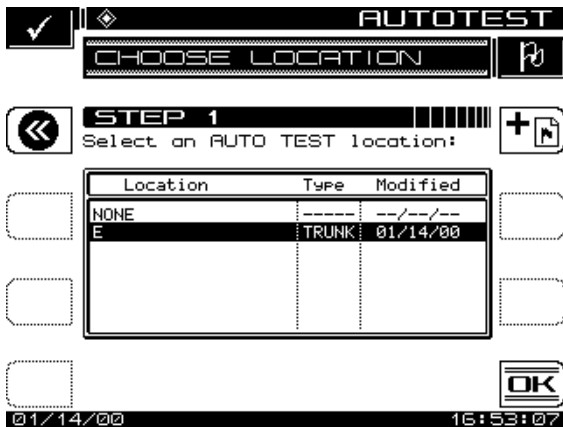 AUTOTEST
CHOOSE LOCATION
STEP 1
Select an AUTO TEST location:
Location Type Modified
NONE ----- --/--/--
E TRUNK 01/14/00
OK
01/14/00 16:53:07